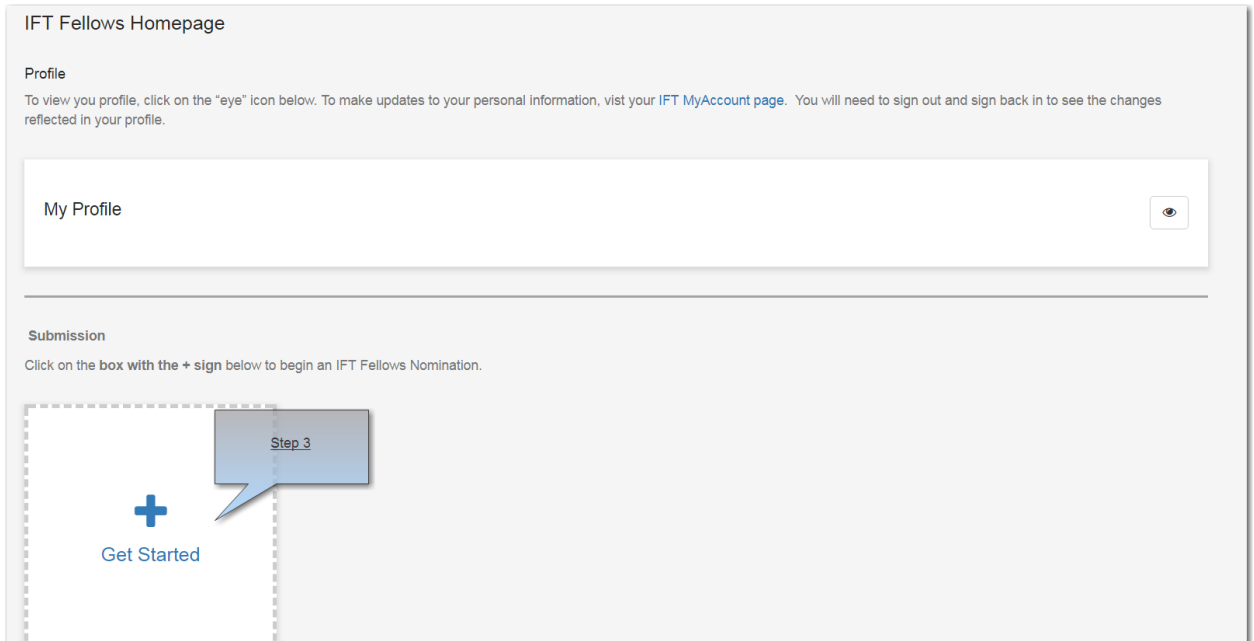 IFT Fellows Homepage
Profile
To view you profile, click on the “eye” icon below. To make updates to your personal information, vist your IFT MyAccount page.  You will need to sign out and sign back in to see the changes
reflected in your profile.
My Profile
Submission
Click on the box with the + sign below to begin an IFT Fellows Nomination.
Step 3
Get Started